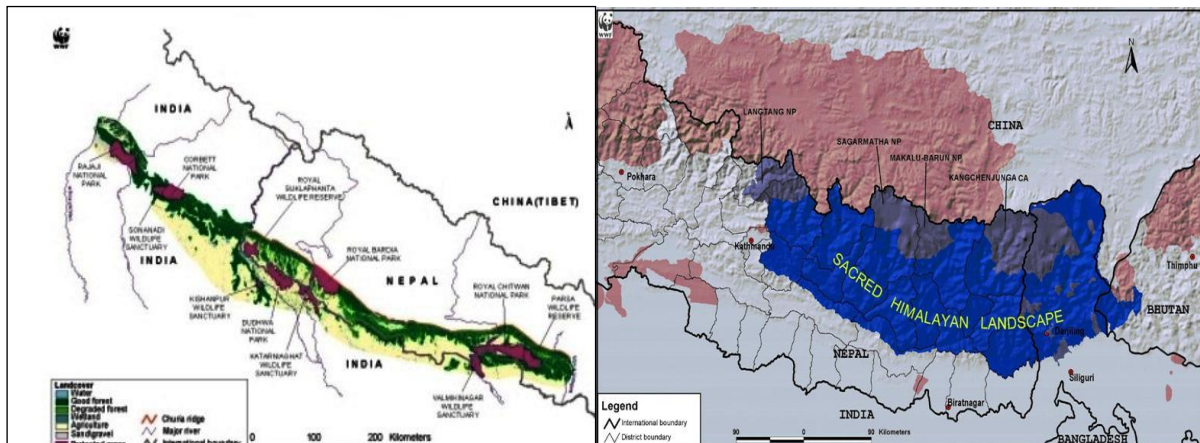 WWF
INDIA
RAJAJI
NATIONAL
PARK
CORBETT
NATIONAL
PARK
ROYAL
SUKLAPHANTA
WILDLIFE RESERVE
CHINA(TIBET)
SONANADI
WILDLIFE
SANCTUARY
INDIA
ROYAL BARDIA
NATIONAL PARK
NEPAL
KISHANPUR
WILDLIFE
SANCTUARY
ROYAL CHITWAN
NATIONAL PARK
PARSA
WILDLIFE
RESERVE
DUDHWA
NATIONAL
PARK
KATARNIAGHAT
WILDLIFE
SANCTUARY
INDIA
VALMIKINAGAR
WILDLIFE
SANCTUARY
Landcover
Water
Good forest
Degraded forest
Wetland
Agriculture
Sand/gravel
Churia ridge
Major river
International boundary
0 100 200 Kilometers
WWF
N
LANGTANG NP
CHINA
SAGARMATHA NP
MAKALU-BARUN NP
KANGCHENJUNGA CA
Pokhara
Kathmandu
Thimphu
SACRED HIMALAYAN LANDSCAPE
BHUTAN
Darjiling
NEPAL
Siliguri
Biratnagar
INDIA
BANGLADESH
Legend
International boundary
District boundary
90 0 90 Kilometers